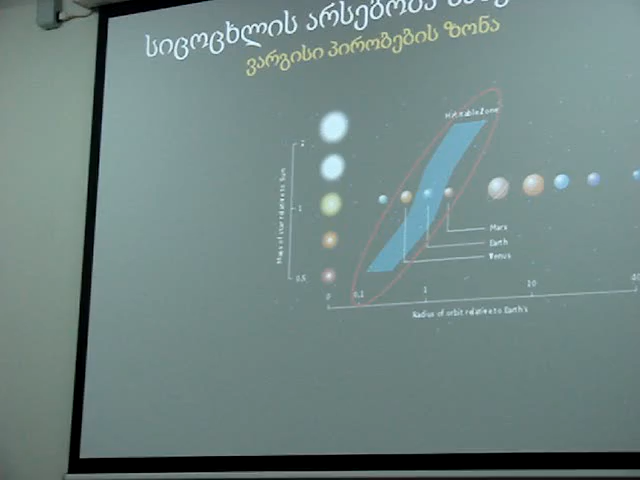 სიცოცხლის არსებობა
ვარგისი პირობების ზონა
Habitable Zone
Mass of star relative to Sun
2
1
0.5
Mars
Earth
Venus
0 0.1 1 10 40
Radius of orbit relative to Earth's